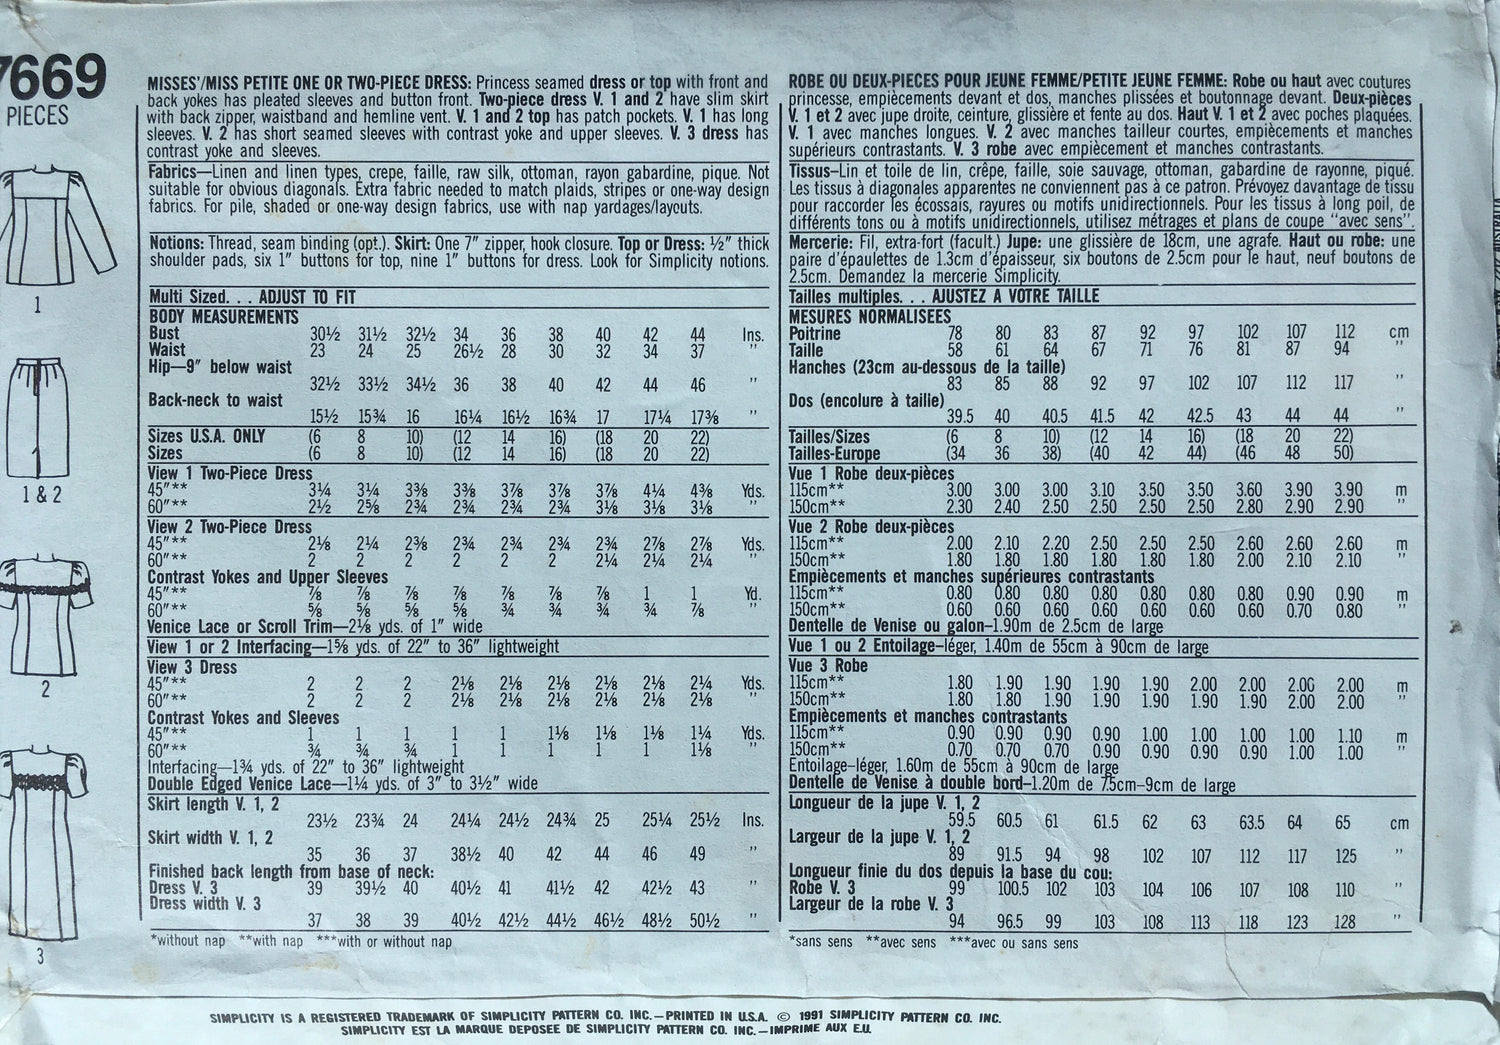 7669
PIECES
1
1 & 2
2
3
MISSES'/MISS PETITE ONE OR TWO-PIECE DRESS: Princess seamed dress or top with front and
back yokes has pleated sleeves and button front. Two-piece dress V. 1 and 2 have slim skirt
with back zipper, waistband and hemline vent. V. 1 and 2 top has patch pockets. V. 1 has long
sleeves. V. 2 has short seamed sleeves with contrast yoke and upper sleeves. V. 3 dress has
contrast yoke and sleeves.
Fabrics—Linen and linen types, crepe, faille, raw silk, ottoman, rayon gabardine, pique. Not
suitable for obvious diagonals. Extra fabric needed to match plaids, stripes or one-way design
fabrics. For pile, shaded or one-way design fabrics, use with nap yardages/layouts.
Notions: Thread, seam binding (opt.). Skirt: One 7" zipper, hook closure. Top or Dress: ½" thick
shoulder pads, six 1" buttons for top, nine 1" buttons for dress. Look for Simplicity notions.
Multi Sized. . . ADJUST TO FIT
BODY MEASUREMENTS
Bust 30½ 31½ 32½ 34 36 38 40 42 44 Ins.
Waist 23 24 25 26½ 28 30 32 34 37 "
Hip—9" below waist
32½ 33½ 34½ 36 38 40 42 44 46 "
Back-neck to waist
15½ 15¾ 16 16¼ 16½ 16¾ 17 17¼ 17⅜ "
Sizes U.S.A. ONLY (6 8 10) (12 14 16) (18 20 22)
Sizes (6 8 10) (12 14 16) (18 20 22)
View 1 Two-Piece Dress
45"** 3¼ 3¼ 3⅜ 3⅜ 3⅞ 3⅞ 3⅞ 4¼ 4⅜ Yds.
60"** 2½ 2⅝ 2¾ 2¾ 2¾ 2¾ 3⅛ 3⅛ 3⅛ "
View 2 Two-Piece Dress
45"** 2⅛ 2¼ 2⅜ 2¾ 2¾ 2¾ 2¾ 2⅞ 2⅞ Yds.
60"** 2 2 2 2 2 2 2¼ 2¼ 2¼ "
Contrast Yokes and Upper Sleeves
45"** ⅞ ⅞ ⅞ ⅞ ⅞ ⅞ ⅞ 1 1 Yd.
60"** ⅝ ⅝ ⅝ ⅝ ¾ ¾ ¾ ¾ ⅞ "
Venice Lace or Scroll Trim—2⅛ yds. of 1" wide
View 1 or 2 Interfacing—1⅝ yds. of 22" to 36" lightweight
View 3 Dress
45"** 2 2 2 2⅛ 2⅛ 2⅛ 2⅛ 2⅛ 2¼ Yds.
60"** 2 2 2 2⅛ 2⅛ 2⅛ 2⅛ 2⅛ 2⅛ "
Contrast Yokes and Sleeves
45"** 1 1 1 1 1 1⅛ 1⅛ 1⅛ 1¼ Yds.
60"** ¾ ¾ ¾ 1 1 1 1 1 1⅛ "
Interfacing—1¾ yds. of 22" to 36" lightweight
Double Edged Venice Lace—1¼ yds. of 3" to 3½" wide
Skirt length V. 1, 2
23½ 23¾ 24 24¼ 24½ 24¾ 25 25¼ 25½ Ins.
Skirt width V. 1, 2
35 36 37 38½ 40 42 44 46 49 "
Finished back length from base of neck:
Dress V. 3 39 39½ 40 40½ 41 41½ 42 42½ 43 "
Dress width V. 3
37 38 39 40½ 42½ 44½ 46½ 48½ 50½ "
*without nap **with nap ***with or without nap
ROBE OU DEUX-PIECES POUR JEUNE FEMME/PETITE JEUNE FEMME: Robe ou haut avec coutures
princesse, empiècements devant et dos, manches plissées et boutonnage devant. Deux-pièces
V. 1 et 2 avec jupe droite, ceinture, glissière et fente au dos. Haut V. 1 et 2 avec poches plaquées.
V. 1 avec manches longues. V. 2 avec manches tailleur courtes, empiècements et manches
supérieurs contrastants. V. 3 robe avec empiècement et manches contrastants.
Tissus—Lin et toile de lin, crêpe, faille, soie sauvage, ottoman, gabardine de rayonne, piqué.
Les tissus à diagonales apparentes ne conviennent pas à ce patron. Prévoyez davantage de tissu
pour raccorder les écossais, rayures ou motifs unidirectionnels. Pour les tissus à long poil, de
différents tons ou à motifs unidirectionnels, utilisez métrages et plans de coupe "avec sens".
Mercerie: Fil, extra-fort (facult.) Jupe: une glissière de 18cm, une agrafe. Haut ou robe: une
paire d'épaulettes de 1.3cm d'épaisseur, six boutons de 2.5cm pour le haut, neuf boutons de
2.5cm. Demandez la mercerie Simplicity.
Tailles multiples. . . AJUSTEZ A VOTRE TAILLE
MESURES NORMALISEES
Poitrine 78 80 83 87 92 97 102 107 112 cm
Taille 58 61 64 67 71 76 81 87 94 "
Hanches (23cm au-dessous de la taille)
83 85 88 92 97 102 107 112 117 "
Dos (encolure à taille)
39.5 40 40.5 41.5 42 42.5 43 44 44 "
Tailles/Sizes (6 8 10) (12 14 16) (18 20 22)
Tailles-Europe (34 36 38) (40 42 44) (46 48 50)
Vue 1 Robe deux-pièces
115cm** 3.00 3.00 3.00 3.10 3.50 3.50 3.60 3.90 3.90 m
150cm** 2.30 2.40 2.50 2.50 2.50 2.50 2.80 2.90 2.90 "
Vue 2 Robe deux-pièces
115cm** 2.00 2.10 2.20 2.50 2.50 2.50 2.60 2.60 2.60 m
150cm** 1.80 1.80 1.80 1.80 1.80 1.80 2.00 2.10 2.10 "
Empiècements et manches supérieures contrastants
115cm** 0.80 0.80 0.80 0.80 0.80 0.80 0.80 0.90 0.90 m
150cm** 0.60 0.60 0.60 0.60 0.60 0.60 0.60 0.70 0.80 "
Dentelle de Venise ou galon—1.90m de 2.5cm de large
Vue 1 ou 2 Entoilage—léger, 1.40m de 55cm à 90cm de large
Vue 3 Robe
115cm** 1.80 1.90 1.90 1.90 1.90 2.00 2.00 2.00 2.00 m
150cm** 1.80 1.80 1.90 1.90 1.90 1.90 1.90 2.00 2.00 "
Empiècements et manches contrastants
115cm** 0.90 0.90 0.90 0.90 1.00 1.00 1.00 1.00 1.10 m
150cm** 0.70 0.70 0.70 0.90 0.90 0.90 0.90 1.00 1.00 "
Entoilage—léger, 1.60m de 55cm à 90cm de large
Dentelle de Venise à double bord—1.20m de 7.5cm—9cm de large
Longueur de la jupe V. 1, 2
59.5 60.5 61 61.5 62 63 63.5 64 65 cm
Largeur de la jupe V. 1, 2
89 91.5 94 98 102 107 112 117 125 "
Longueur finie du dos depuis la base du cou:
Robe V. 3 99 100.5 102 103 104 106 107 108 110 "
Largeur de la robe V. 3
94 96.5 99 103 108 113 118 123 128 "
*sans sens **avec sens ***avec ou sans sens
SIMPLICITY IS A REGISTERED TRADEMARK OF SIMPLICITY PATTERN CO. INC.—PRINTED IN U.S.A. © 1991 SIMPLICITY PATTERN CO. INC.
SIMPLICITY EST LA MARQUE DEPOSEE DE SIMPLICITY PATTERN CO. INC.—IMPRIME AUX E.U.